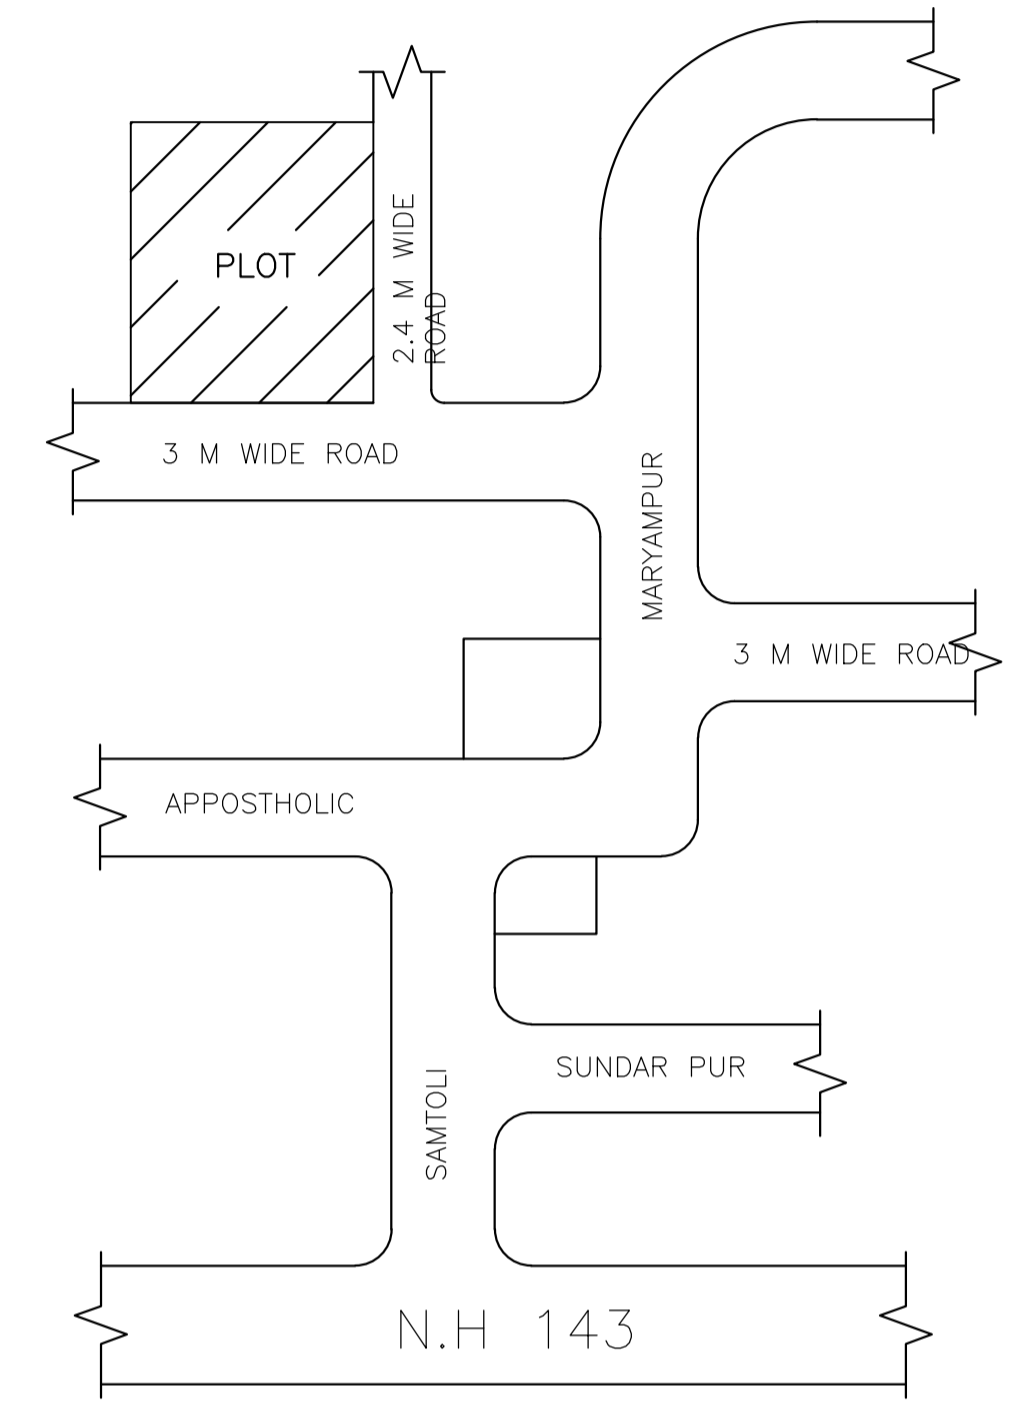 PLOT
2.4 M WIDE
ROAD
3 M WIDE ROAD
MARYAMPUR
3 M WIDE ROAD
APPOSTHOLIC
SUNDAR PUR
SAMTOLI
N.H 143